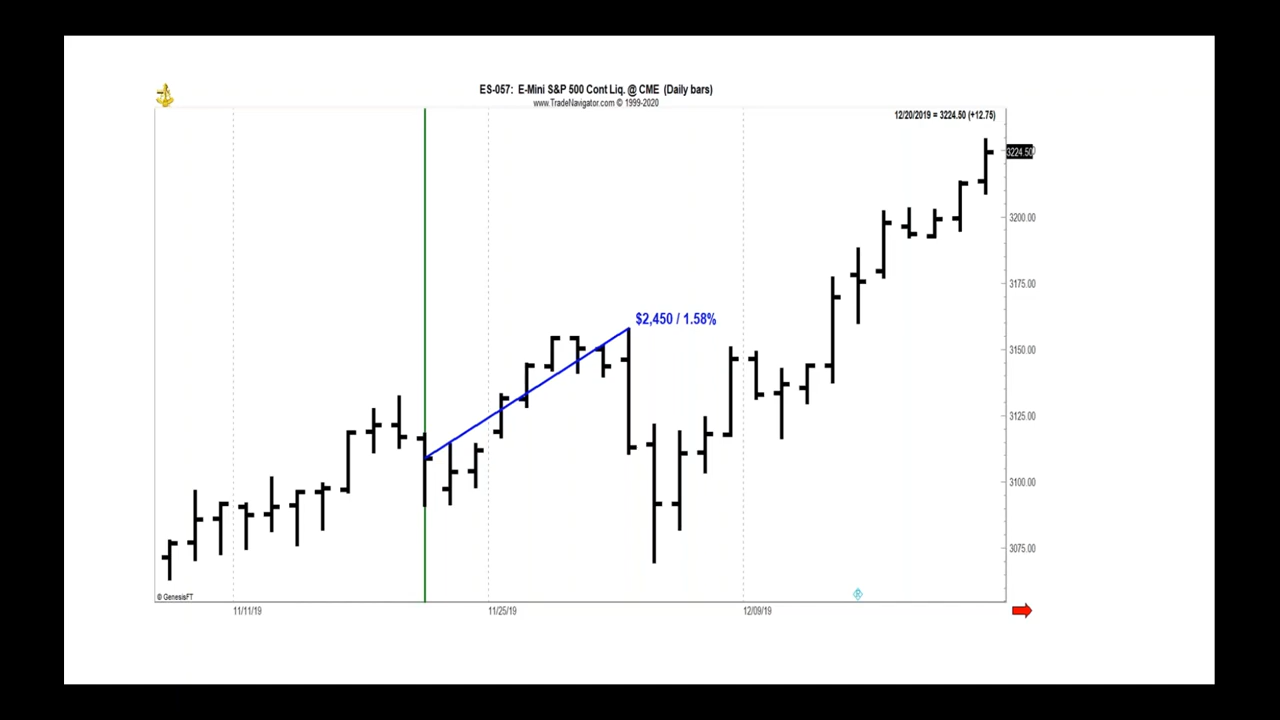 ES-057: E-Mini S&P 500 Cont Liq. @ CME (Daily bars)
www.TradeNavigator.com © 1999-2020
12/20/2019 = 3224.50 (+12.75)
3224.50
3200.00
3175.00
$2,450 / 1.58%
3150.00
3125.00
3100.00
3075.00
© GenesisFT
11/11/19 11/25/19 12/09/19